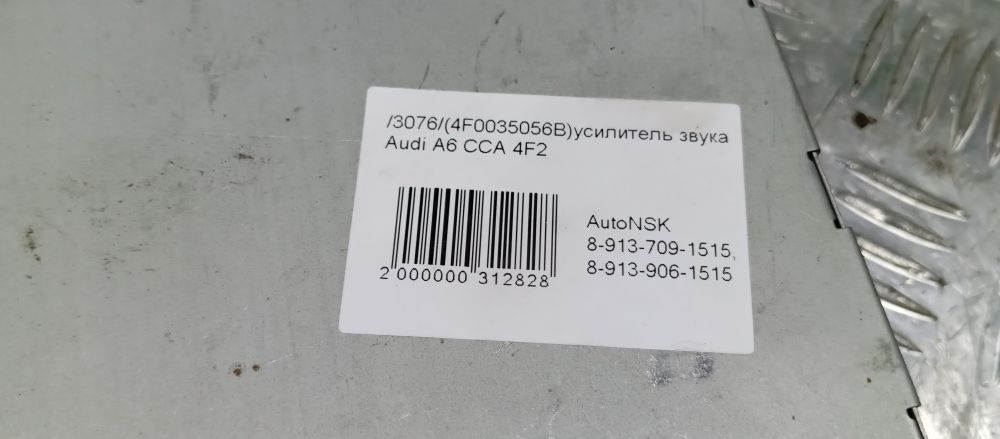 /3076/(4F0035056B)усилитель звука
Audi A6 CCA 4F2
AutoNSK
8-913-709-1515,
8-913-906-1515
2 000000 312828